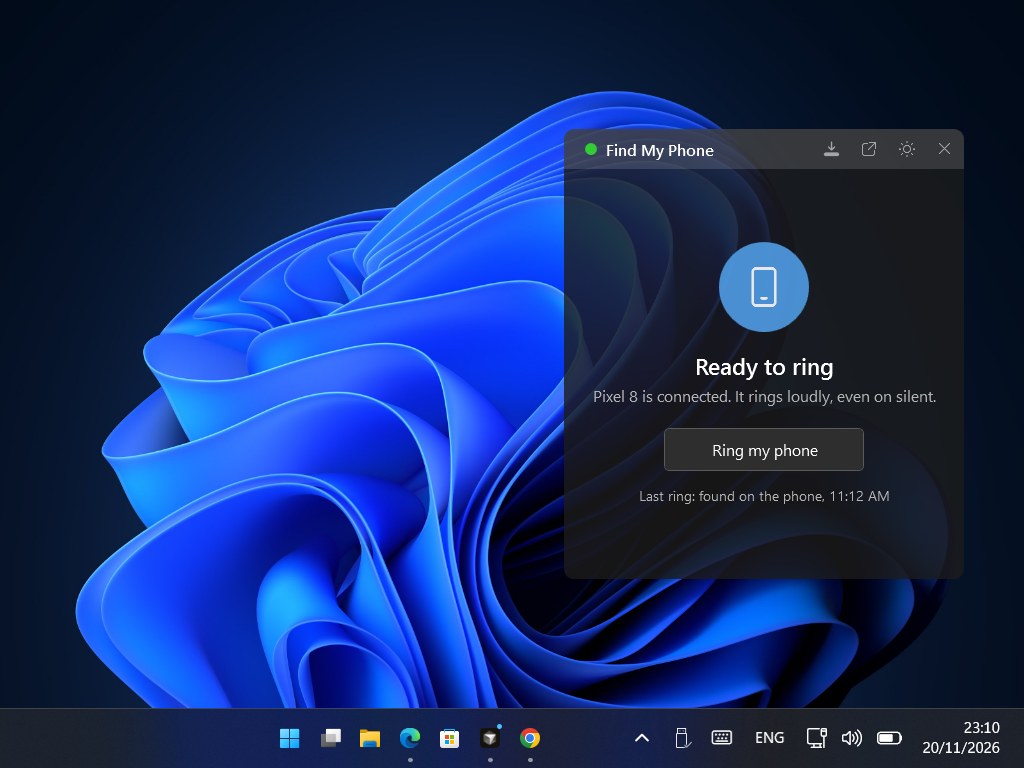 Find My Phone
Ready to ring
Pixel 8 is connected. It rings loudly, even on silent.
Ring my phone
Last ring: found on the phone, 11:12 AM
ENG
23:10
20/11/2026